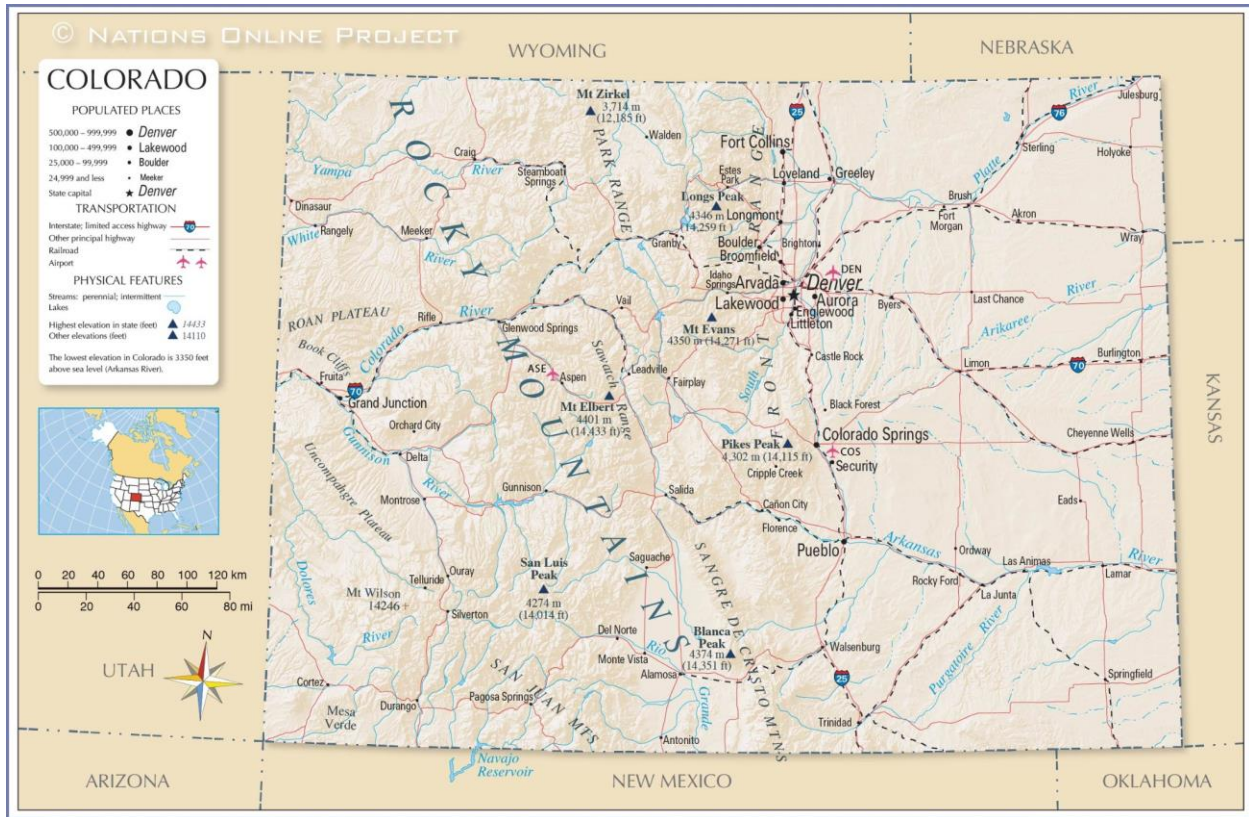 © NATIONS ONLINE PROJECT
WYOMING
NEBRASKA
COLORADO
POPULATED PLACES
500,000 – 999,999 Denver
100,000 – 499,999 Lakewood
25,000 – 99,999 Boulder
24,999 and less Meeker
State capital Denver
TRANSPORTATION
Interstate; limited access highway 70
Other principal highway
Railroad
Airport
PHYSICAL FEATURES
Streams: perennial; intermittent
Lakes
Highest elevation in state (feet) 14433
Other elevations (feet) 14110
The lowest elevation in Colorado is 3350 feet
above sea level (Arkansas River).
ROCKY MOUNTAINS
Mt Zirkel
3,714 m
(12,185 ft)
PARK RANGE
Walden
25
76
River
Julesburg
Fort Collins
Sterling
Holyoke
Craig
Yampa
River
Steamboat
Springs
Estes
Park
Loveland
Greeley
Platte
Brush
Dinosaur
Longs Peak
4346 m
(14,259 ft)
Longmont
Fort
Morgan
Akron
White
Rangely
Meeker
River
Granby
Boulder
Brighton
Broomfield
Wray
FRONT RANGE
Idaho
Springs
Arvada
Denver
DEN
Lakewood
Aurora
Englewood
Littleton
Byers
Last Chance
River
Arikaree
ROAN PLATEAU
Rifle
River
Colorado
Glenwood Springs
Vail
Mt Evans
4350 m (14,271 ft)
Book Cliffs
Fruita
70
Grand Junction
ASE
Aspen
Sawatch Range
Leadville
Fairplay
South
Castle Rock
Limon
70
Burlington
KANSAS
Mt Elbert
4401 m
(14,433 ft)
Orchard City
Black Forest
Gunnison
Delta
Pikes Peak
4,302 m (14,115 ft)
Colorado Springs
COS
Security
Cheyenne Wells
Cripple Creek
Uncompahgre Plateau
Montrose
River
Gunnison
Salida
Cañon City
Florence
Eads
Pueblo
Arkansas
River
Ordway
Las Animas
Rocky Ford
Lamar
La Junta
0 20 40 60 80 100 120 km
0 20 40 60 80 mi
Dolores
River
Telluride
Ouray
Mt Wilson
14246 +
Silverton
San Luis
Peak
4274 m
(14,014 ft)
Saguache
SANGRE DE CRISTO MTNS
Purgatoire
River
N
UTAH
Del Norte
Rio
Grande
Monte Vista
Alamosa
Blanca
Peak
4374 m
(14,351 ft)
Walsenburg
25
Springfield
Cortez
Mesa
Verde
Durango
Pagosa Springs
SAN JUAN MTS
Antonito
Trinidad
Navajo
Reservoir
ARIZONA
NEW MEXICO
OKLAHOMA